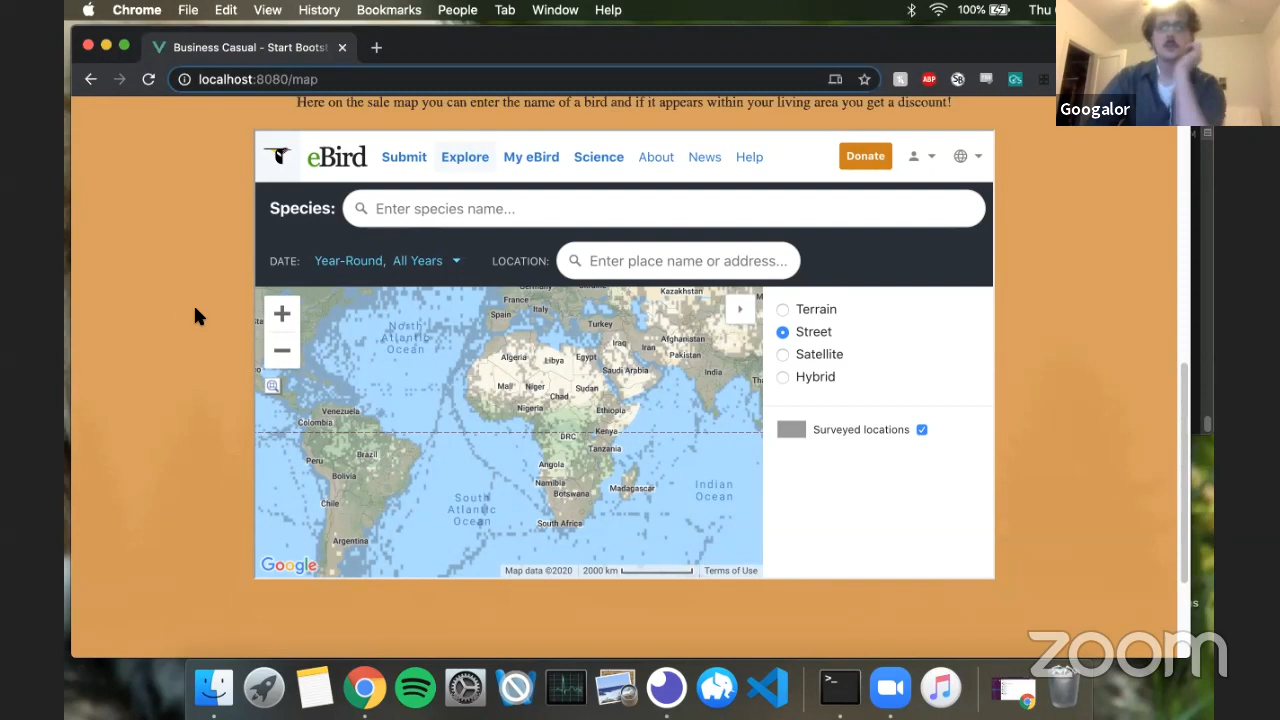 Chrome File Edit View History Bookmarks People Tab Window Help 100% Thu
Business Casual - Start Bootst
localhost:8080/map
ABP
Googalor
Here on the sale map you can enter the name of a bird and if it appears within your living area you get a discount!
eBird Submit Explore My eBird Science About News Help Donate
Species: Enter species name...
DATE: Year-Round, All Years LOCATION: Enter place name or address...
Terrain
Street
Satellite
Hybrid
Surveyed locations
Germany
Kazakhstan
France
Italy
Spain
Turkey
North Atlantic Ocean
Iraq
Afghanistan
Algeria
Libya
Egypt
Pakistan
Saudi Arabia
India
Mali
Niger
Sudan
Chad
Nigeria
Ethiopia
Venezuela
Colombia
DRC
Kenya
Tanzania
Peru
Brazil
Angola
Bolivia
Namibia
Madagascar
Botswana
Indian Ocean
Chile
South Atlantic Ocean
South Africa
Argentina
Google Map data ©2020 2000 km Terms of Use
zoom